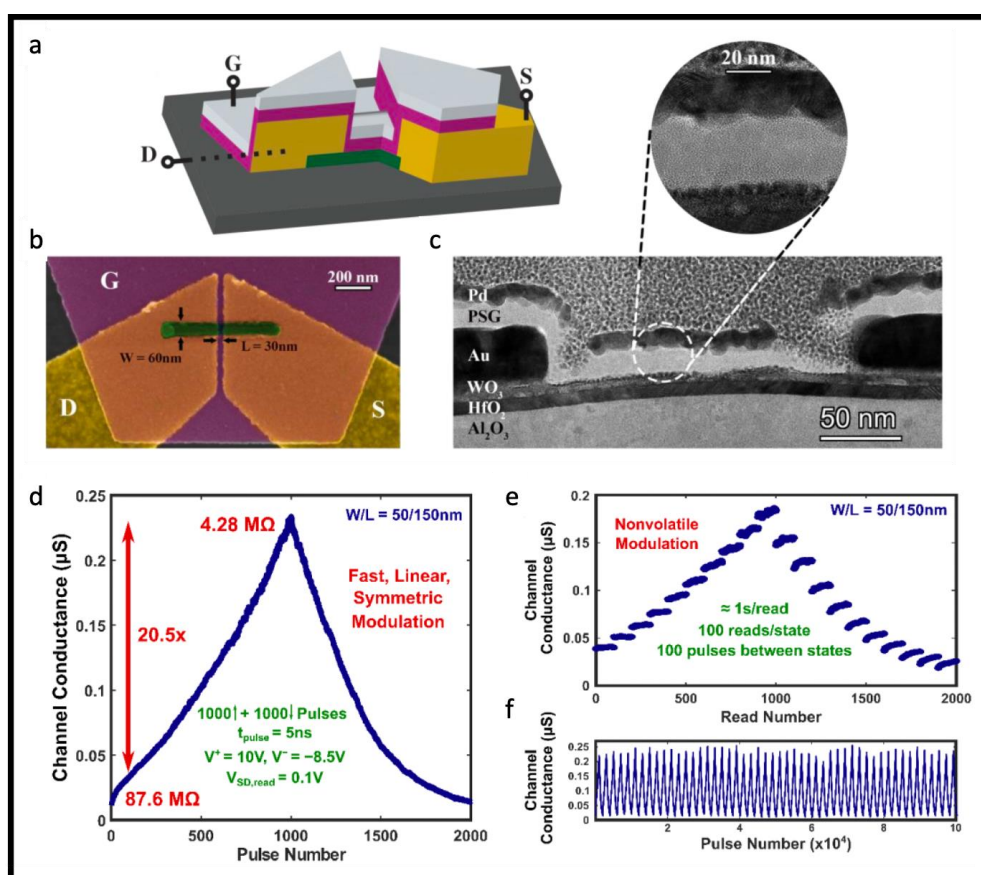 a
G
S
D
20 nm
b
G
200 nm
W = 60nm
L = 30nm
D
S
c
Pd
PSG
Au
WO₃
HfO₂
Al₂O₃
50 nm
d
Channel Conductance (µS)
0.25
0.2
0.15
0.1
0.05
0
4.28 MΩ
W/L = 50/150nm
Fast, Linear,
Symmetric
Modulation
20.5x
1000↑ + 1000↓ Pulses
t_pulse = 5ns
V⁺ = 10V, V⁻ = −8.5V
V_SD,read = 0.1V
87.6 MΩ
0 500 1000 1500 2000
Pulse Number
e
Channel
Conductance (µS)
0.2
0.15
0.1
0.05
0
Nonvolatile
Modulation
W/L = 50/150nm
≈ 1s/read
100 reads/state
100 pulses between states
0 500 1000 1500 2000
Read Number
f
Channel
Conductance (µS)
0.25
0.2
0.15
0.1
0.05
0
2 4 6 8 10
Pulse Number (x10⁴)